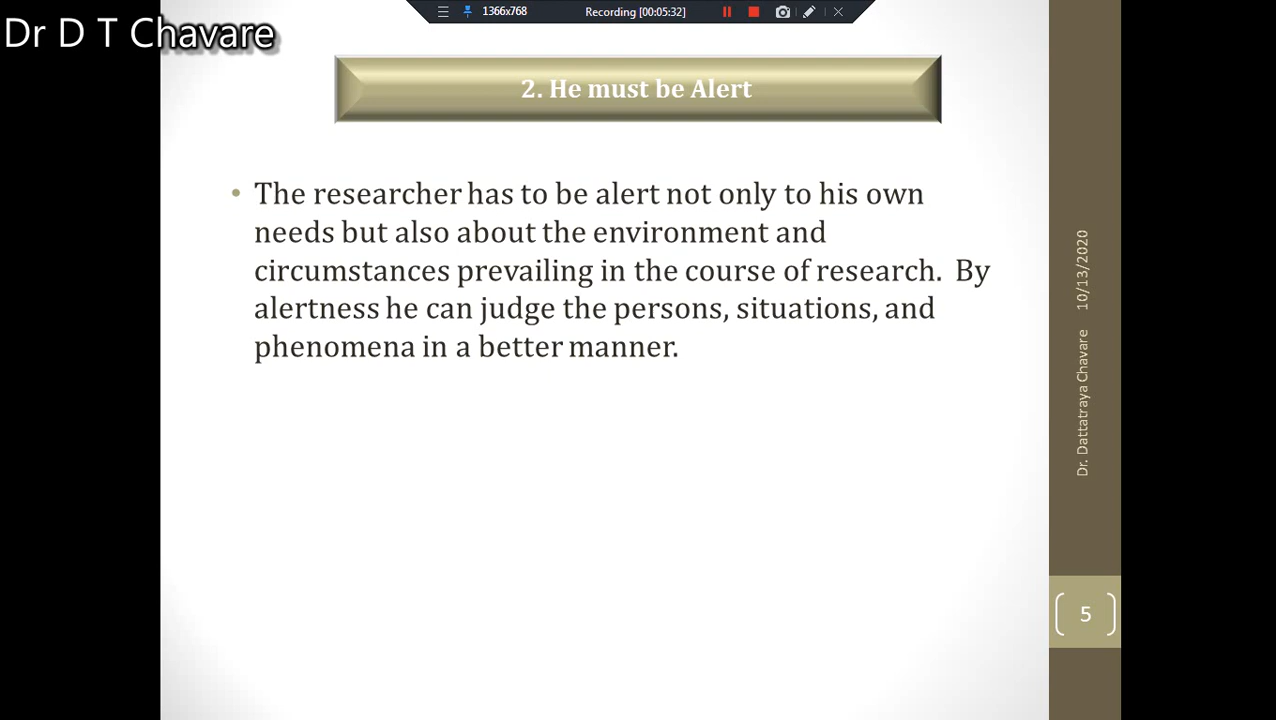 1366x768
Recording [00:05:32]
Dr D T Chavare
2. He must be Alert
• The researcher has to be alert not only to his own
needs but also about the environment and
circumstances prevailing in the course of research.  By
alertness he can judge the persons, situations, and
phenomena in a better manner.
10/13/2020
Dr. Dattatraya Chavare
5